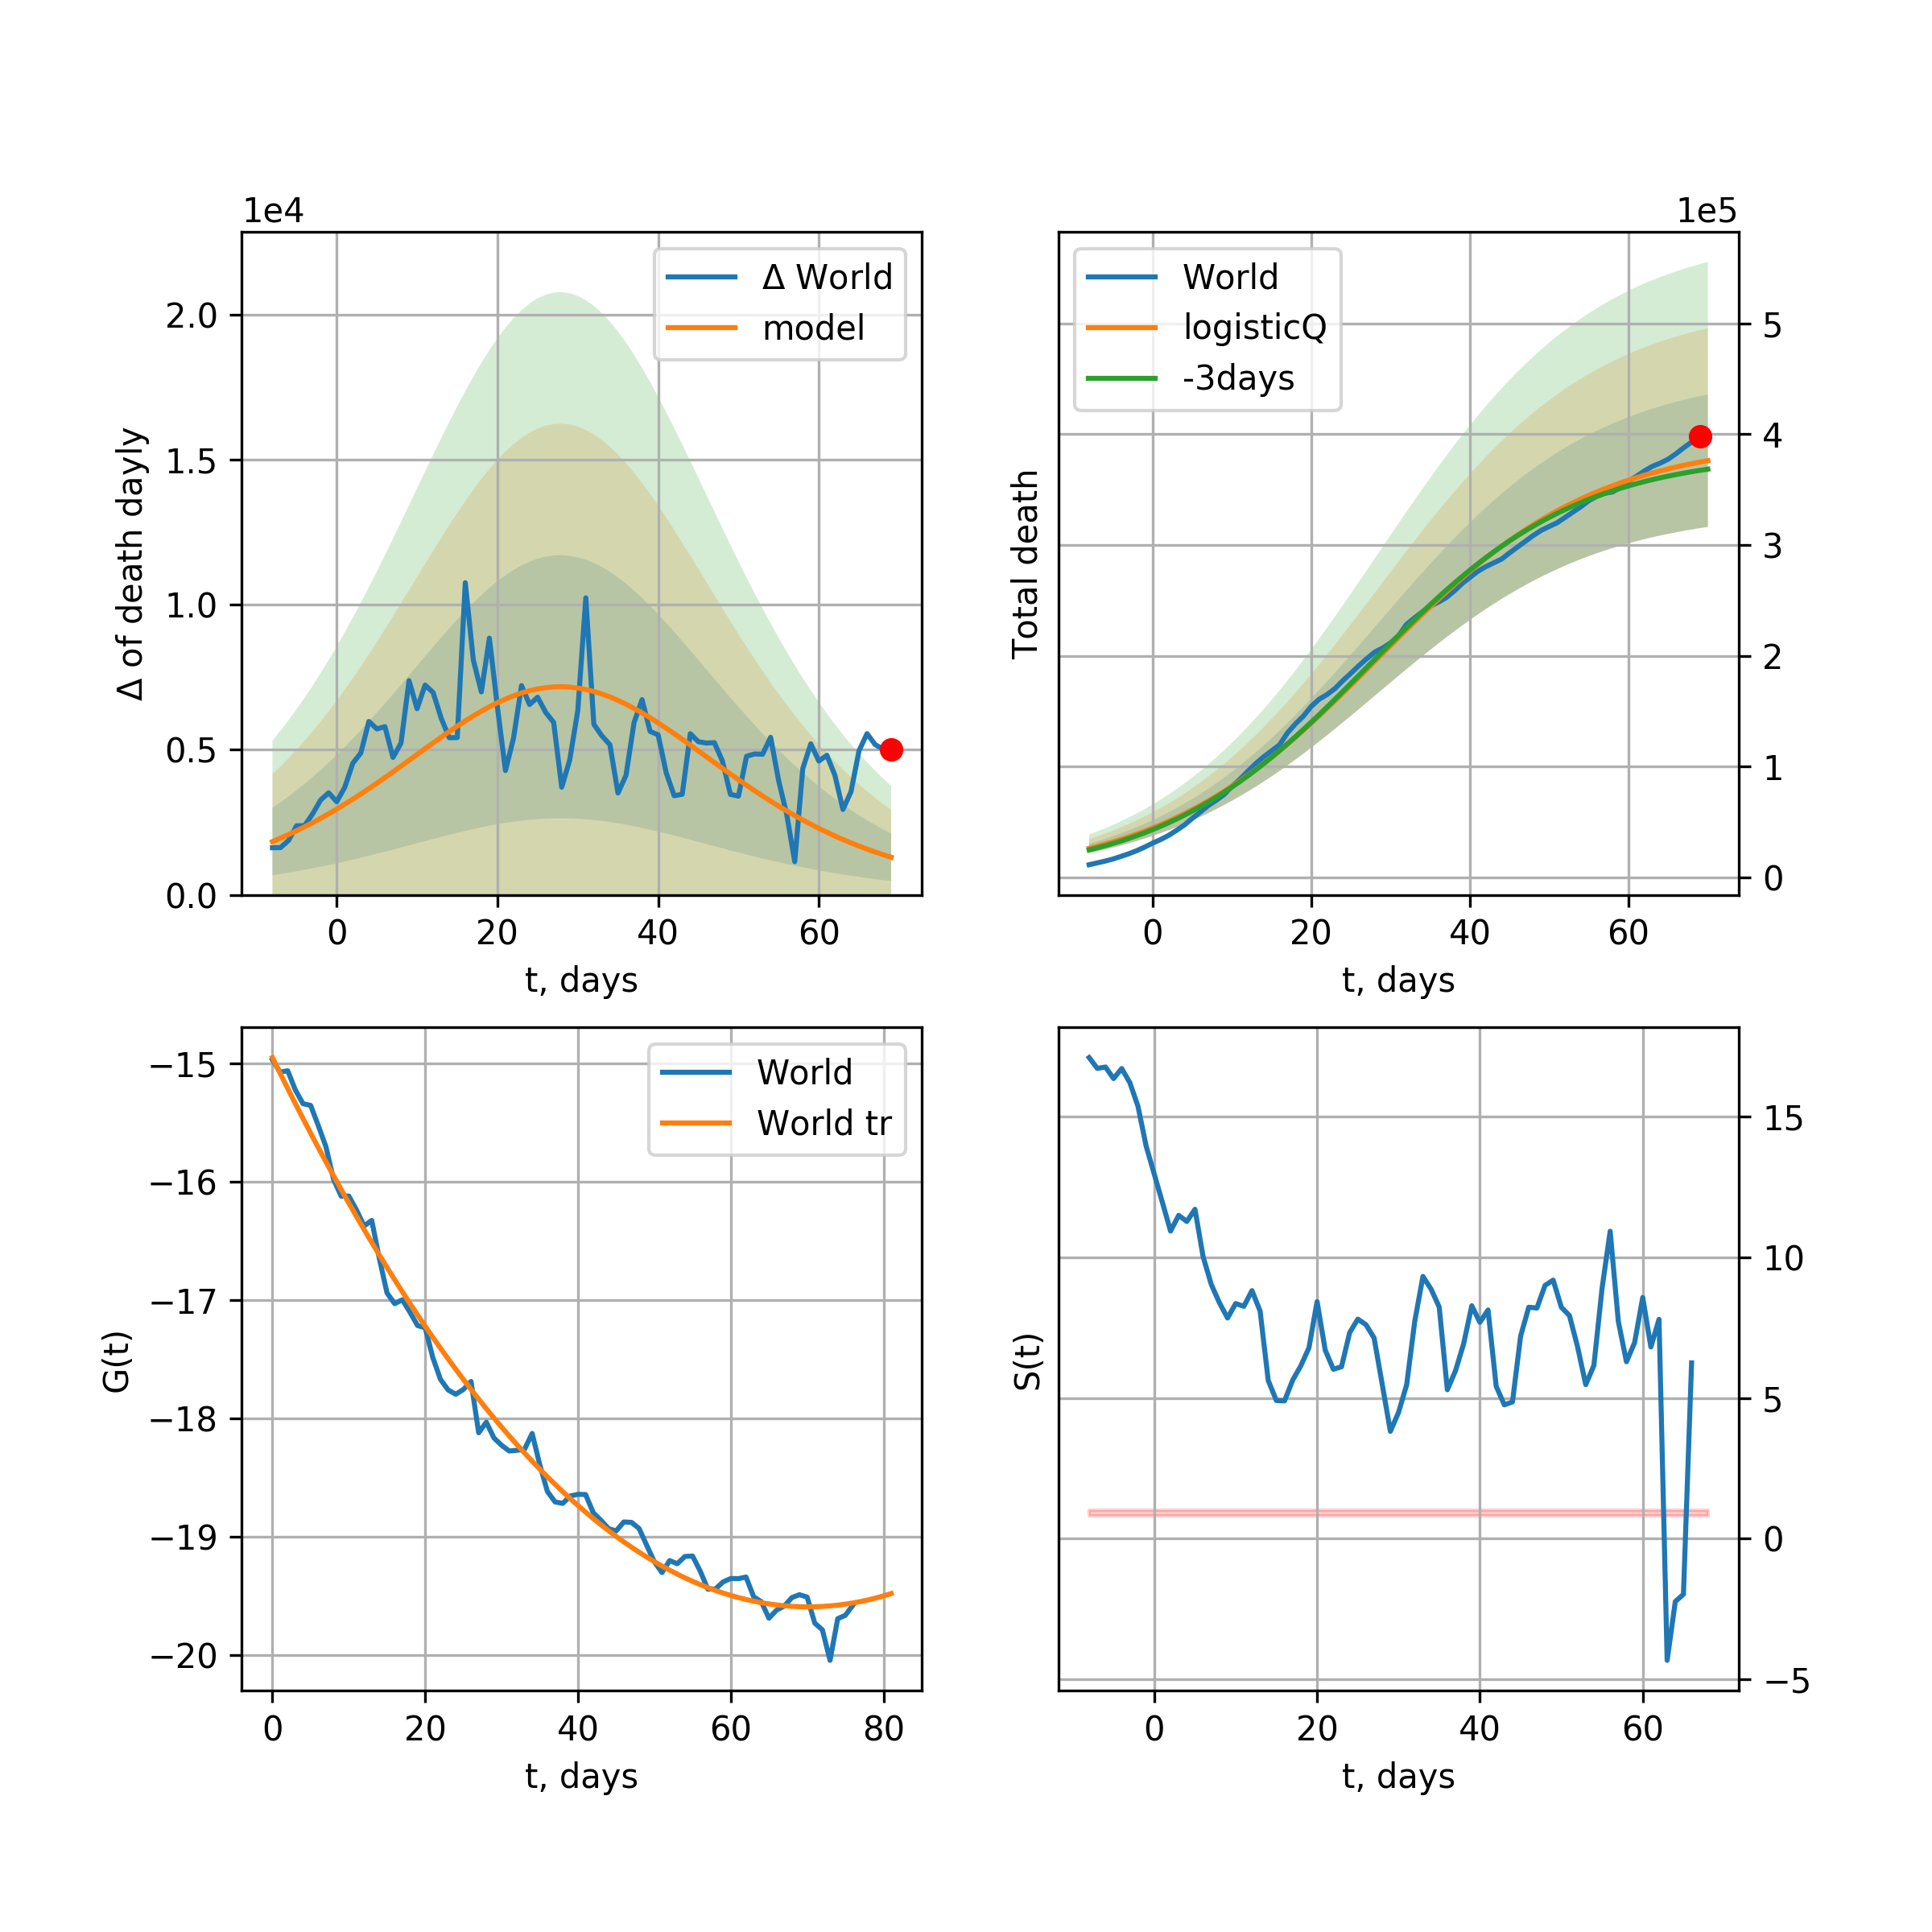 1e4
Δ World
model
2.0
1.5
1.0
0.5
0.0
Δ of death dayly
0 20 40 60
t, days
1e5
World
logisticQ
-3days
5
4
3
2
1
0
Total death
0 20 40 60
t, days
World
World tr
−15
−16
−17
−18
−19
−20
G(t)
0 20 40 60 80
t, days
15
10
5
0
−5
S(t)
0 20 40 60
t, days